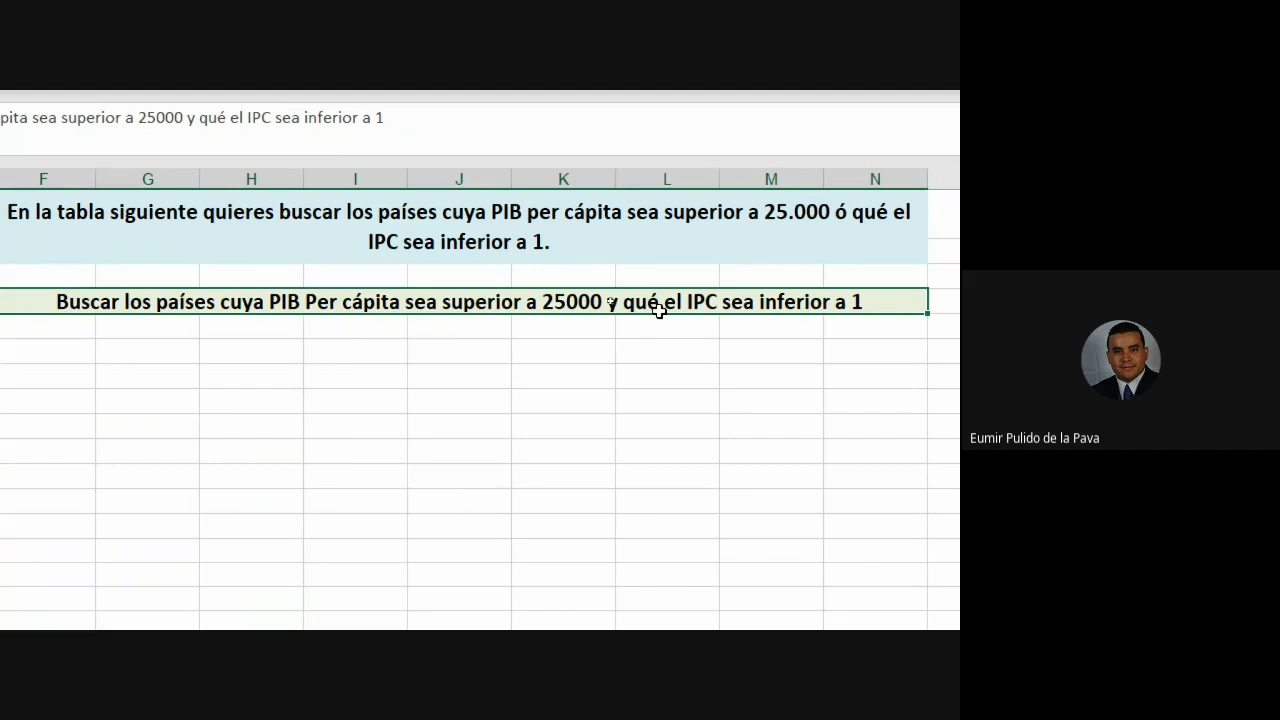 pita sea superior a 25000 y qué el IPC sea inferior a 1
F G H I J K L M N
En la tabla siguiente quieres buscar los países cuya PIB per cápita sea superior a 25.000 ó qué el
IPC sea inferior a 1.
Buscar los países cuya PIB Per cápita sea superior a 25000 y qué el IPC sea inferior a 1
Eumir Pulido de la Pava